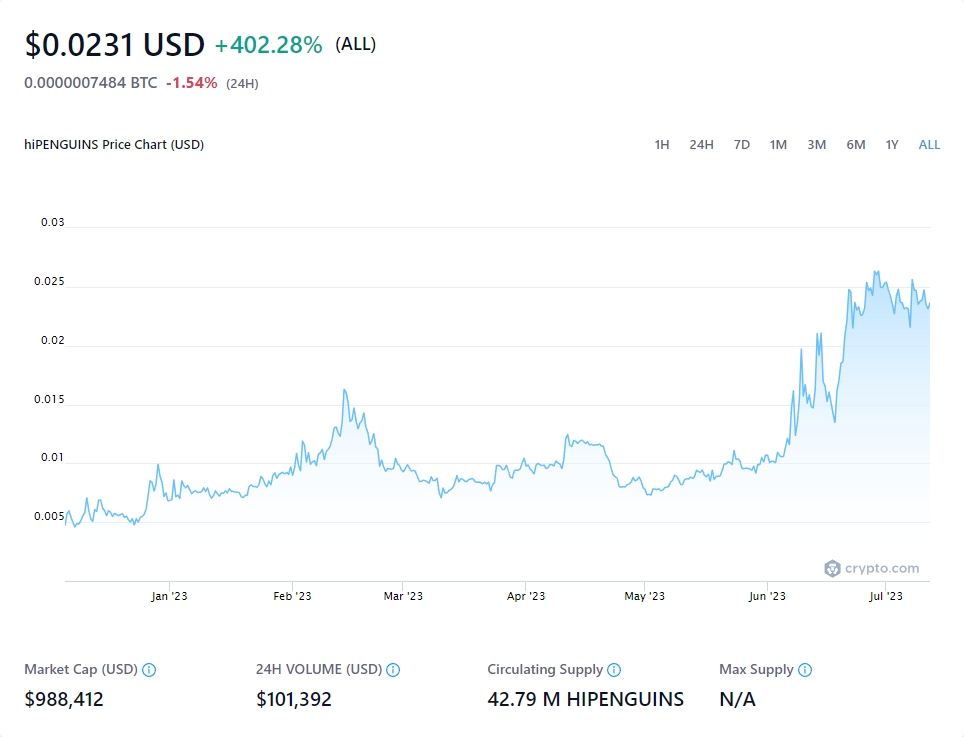 $0.0231 USD +402.28% (ALL)
0.0000007484 BTC -1.54% (24H)
hiPENGUINS Price Chart (USD) 1H 24H 7D 1M 3M 6M 1Y ALL
0.03
0.025
0.02
0.015
0.01
0.005
crypto.com
Jan '23 Feb '23 Mar '23 Apr '23 May '23 Jun '23 Jul '23
Market Cap (USD) 24H VOLUME (USD) Circulating Supply Max Supply
$988,412 $101,392 42.79 M HIPENGUINS N/A